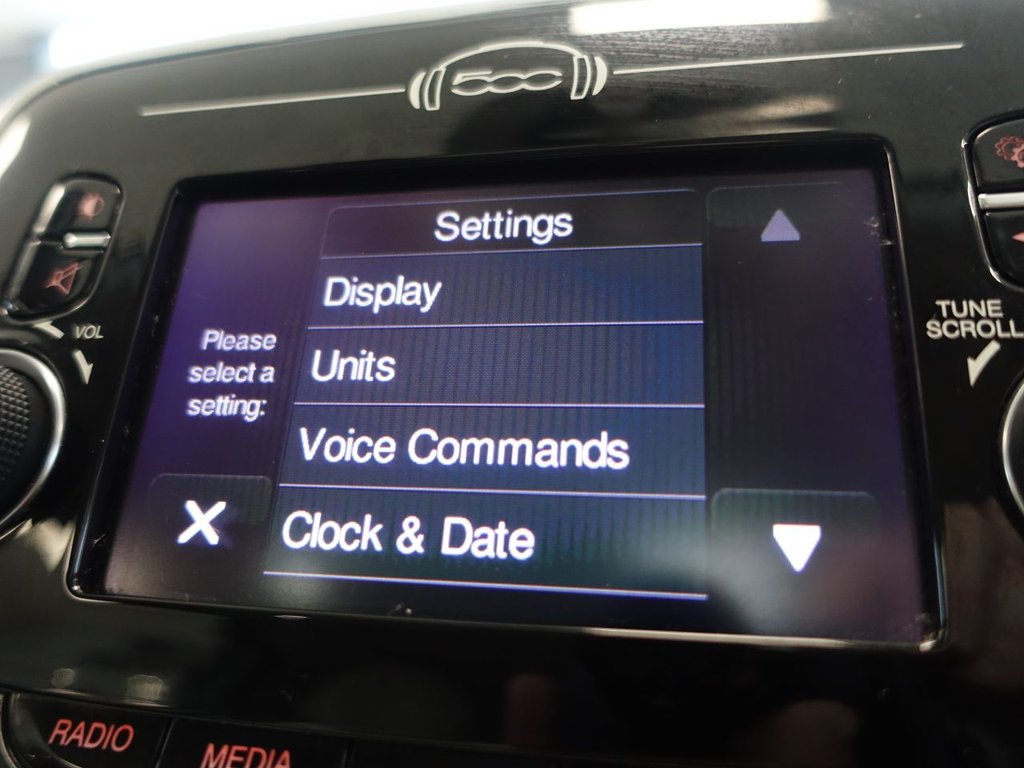 500
Settings
Display
Please
select a
setting:
Units
Voice Commands
Clock & Date
VOL
TUNE
SCROLL
RADIO
MEDIA